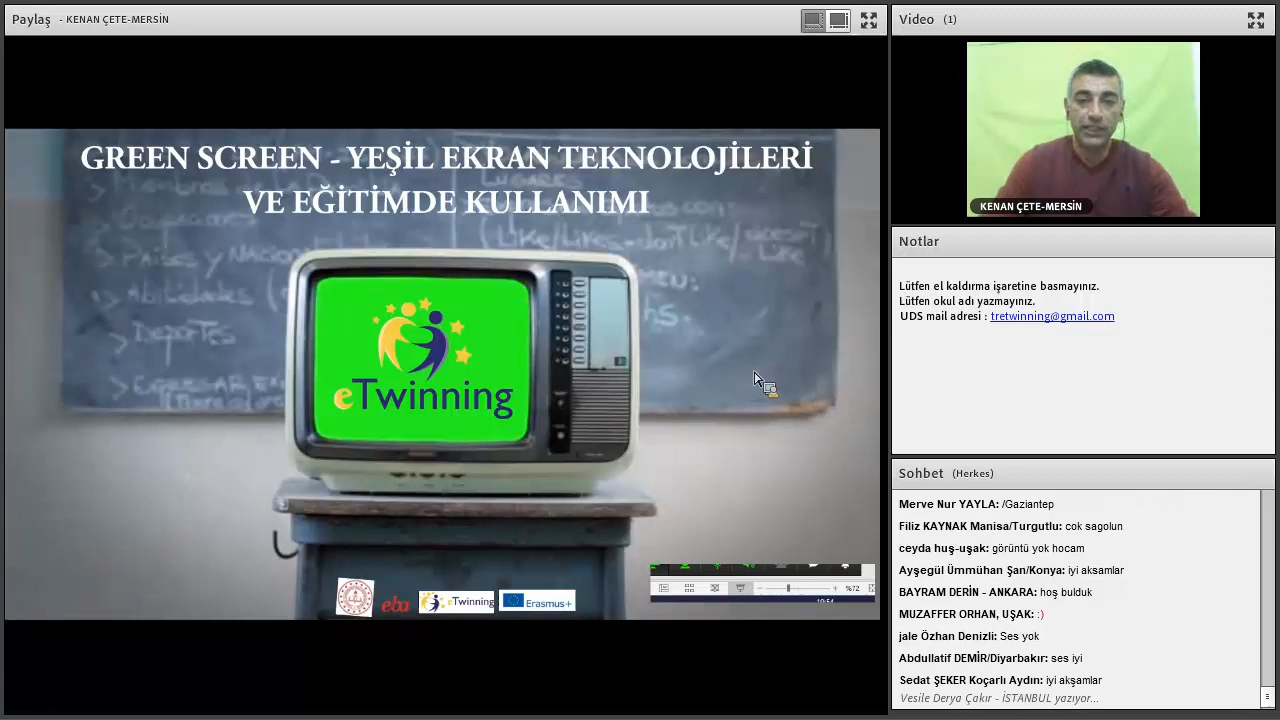 Paylaş - KENAN ÇETE-MERSİN
GREEN SCREEN - YEŞİL EKRAN TEKNOLOJİLERİ
VE EĞİTİMDE KULLANIMI
eTwinning
eba
eTwinning
Erasmus+
%72
Video (1)
KENAN ÇETE-MERSİN
Notlar
Lütfen el kaldırma işaretine basmayınız.
Lütfen okul adı yazmayınız.
UDS mail adresi : tretwinning@gmail.com
Sohbet (Herkes)
Merve Nur YAYLA: /Gaziantep
Filiz KAYNAK Manisa/Turgutlu: cok sagolun
ceyda huş-uşak: görüntü yok hocam
Ayşegül Ümmühan Şan/Konya: iyi aksamlar
BAYRAM DERİN - ANKARA: hoş bulduk
MUZAFFER ORHAN, UŞAK: :)
jale Özhan Denizli: Ses yok
Abdullatif DEMİR/Diyarbakır: ses iyi
Sedat ŞEKER Koçarlı Aydın: iyi akşamlar
Vesile Derya Çakır - İSTANBUL yazıyor...